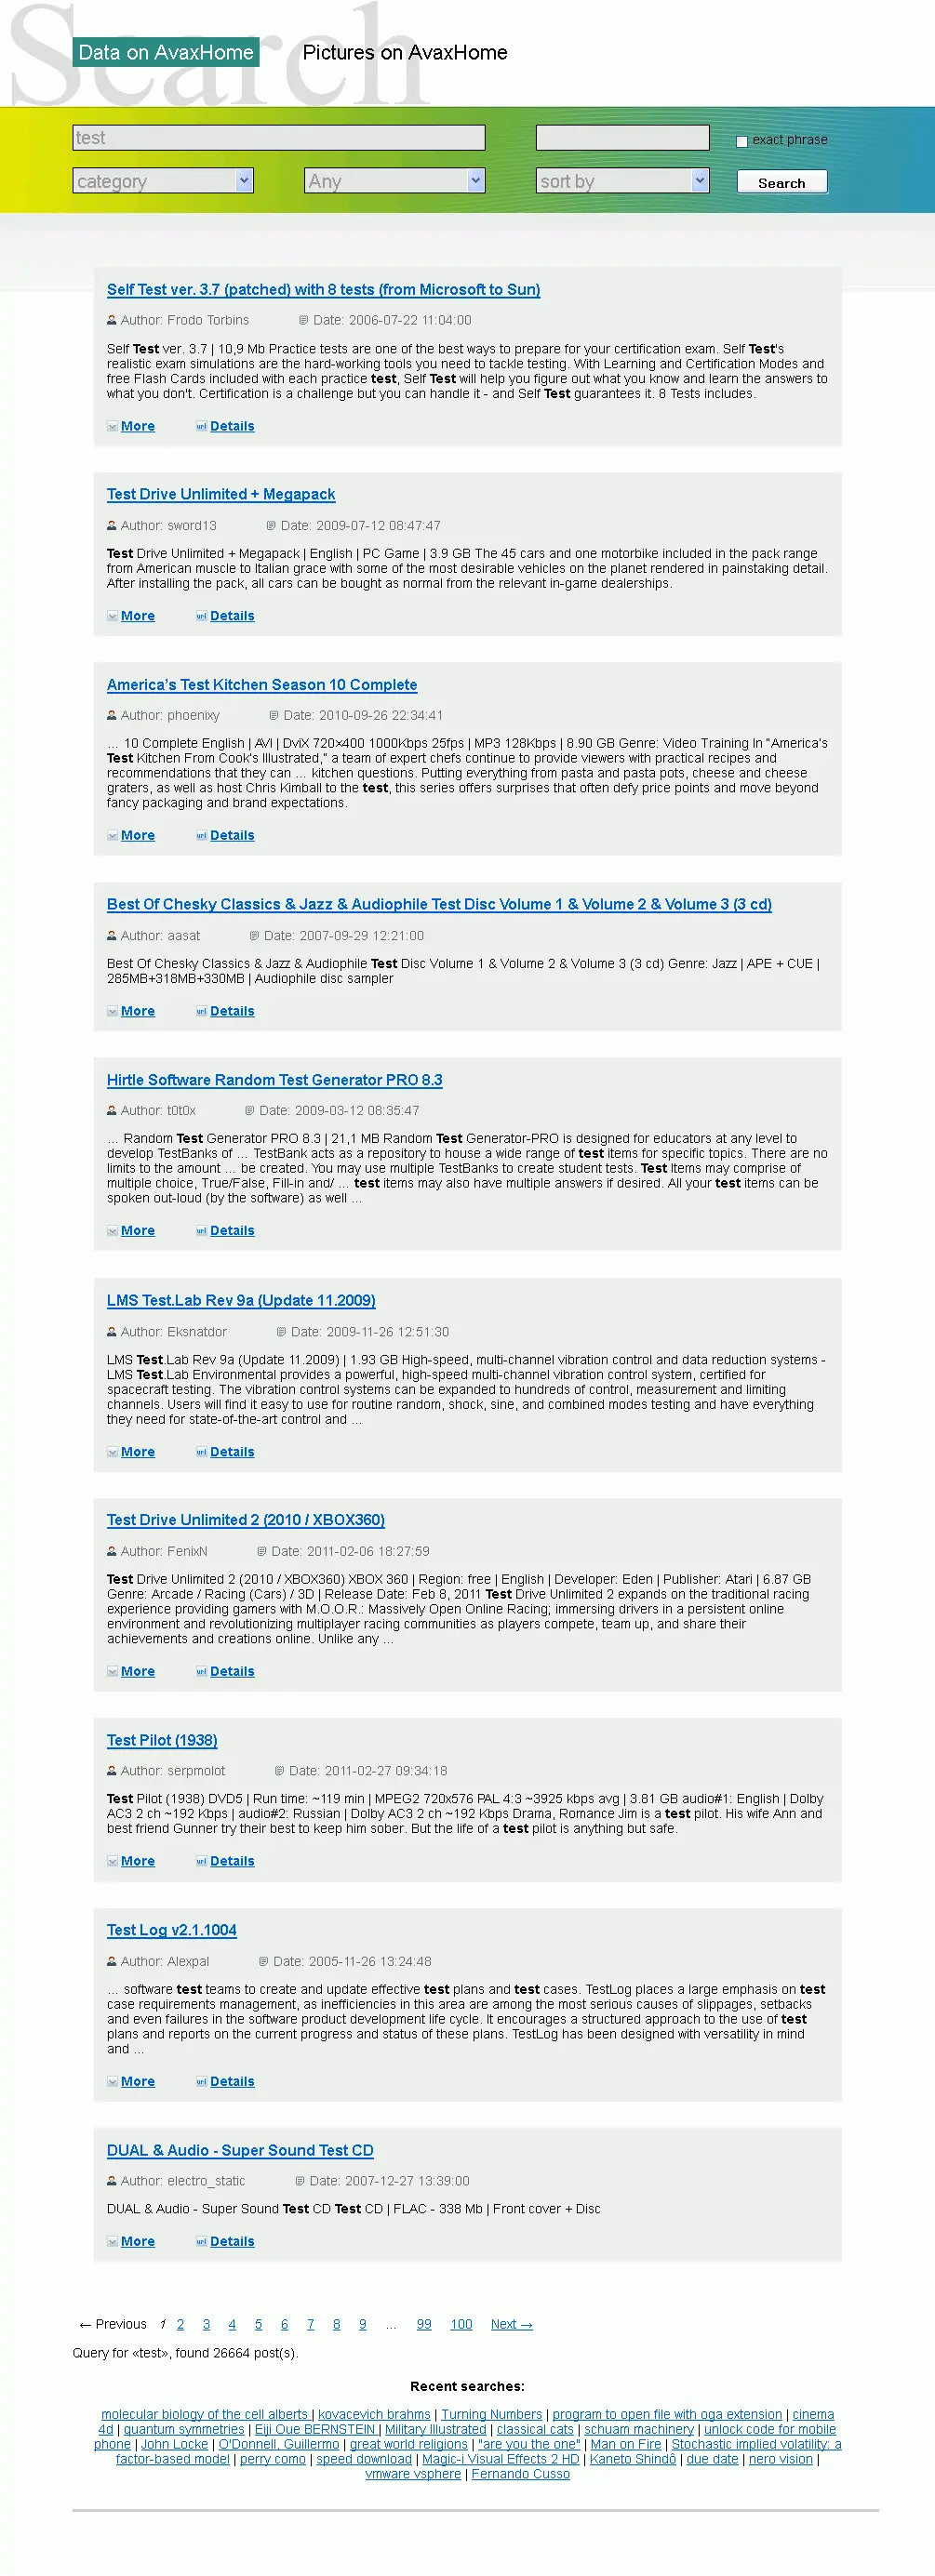 Search
Data on AvaxHome
Pictures on AvaxHome
test
exact phrase
category
Any
sort by
Search
Self Test ver. 3.7 (patched) with 8 tests (from Microsoft to Sun)
Author: Frodo Torbins Date: 2006-07-22 11:04:00
Self Test ver. 3.7 | 10,9 Mb Practice tests are one of the best ways to prepare for your certification exam. Self Test's
realistic exam simulations are the hard-working tools you need to tackle testing. With Learning and Certification Modes and
free Flash Cards included with each practice test, Self Test will help you figure out what you know and learn the answers to
what you don't. Certification is a challenge but you can handle it - and Self Test guarantees it. 8 Tests includes.
More Details
Test Drive Unlimited + Megapack
Author: sword13 Date: 2009-07-12 08:47:47
Test Drive Unlimited + Megapack | English | PC Game | 3.9 GB The 45 cars and one motorbike included in the pack range
from American muscle to Italian grace with some of the most desirable vehicles on the planet rendered in painstaking detail.
After installing the pack, all cars can be bought as normal from the relevant in-game dealerships.
More Details
America's Test Kitchen Season 10 Complete
Author: phoenixy Date: 2010-09-26 22:34:41
... 10 Complete English | AVI | DviX 720×400 1000Kbps 25fps | MP3 128Kbps | 8.90 GB Genre: Video Training In "America's
Test Kitchen From Cook's Illustrated," a team of expert chefs continue to provide viewers with practical recipes and
recommendations that they can ... kitchen questions. Putting everything from pasta and pasta pots, cheese and cheese
graters, as well as host Chris Kimball to the test, this series offers surprises that often defy price points and move beyond
fancy packaging and brand expectations.
More Details
Best Of Chesky Classics & Jazz & Audiophile Test Disc Volume 1 & Volume 2 & Volume 3 (3 cd)
Author: aasat Date: 2007-09-29 12:21:00
Best Of Chesky Classics & Jazz & Audiophile Test Disc Volume 1 & Volume 2 & Volume 3 (3 cd) Genre: Jazz | APE + CUE |
285MB+318MB+330MB | Audiophile disc sampler
More Details
Hirtle Software Random Test Generator PRO 8.3
Author: t0t0x Date: 2009-03-12 08:35:47
... Random Test Generator PRO 8.3 | 21,1 MB Random Test Generator-PRO is designed for educators at any level to
develop TestBanks of ... TestBank acts as a repository to house a wide range of test items for specific topics. There are no
limits to the amount ... be created. You may use multiple TestBanks to create student tests. Test Items may comprise of
multiple choice, True/False, Fill-in and/ ... test items may also have multiple answers if desired. All your test items can be
spoken out-loud (by the software) as well ...
More Details
LMS Test.Lab Rev 9a (Update 11.2009)
Author: Eksnatdor Date: 2009-11-26 12:51:30
LMS Test.Lab Rev 9a (Update 11.2009) | 1.93 GB High-speed, multi-channel vibration control and data reduction systems -
LMS Test.Lab Environmental provides a powerful, high-speed multi-channel vibration control system, certified for
spacecraft testing. The vibration control systems can be expanded to hundreds of control, measurement and limiting
channels. Users will find it easy to use for routine random, shock, sine, and combined modes testing and have everything
they need for state-of-the-art control and ...
More Details
Test Drive Unlimited 2 (2010 / XBOX360)
Author: FenixN Date: 2011-02-06 18:27:59
Test Drive Unlimited 2 (2010 / XBOX360) XBOX 360 | Region: free | English | Developer: Eden | Publisher: Atari | 6.87 GB
Genre: Arcade / Racing (Cars) / 3D | Release Date: Feb 8, 2011 Test Drive Unlimited 2 expands on the traditional racing
experience providing gamers with M.O.O.R.: Massively Open Online Racing; immersing drivers in a persistent online
environment and revolutionizing multiplayer racing communities as players compete, team up, and share their
achievements and creations online. Unlike any ...
More Details
Test Pilot (1938)
Author: serpmolot Date: 2011-02-27 09:34:18
Test Pilot (1938) DVD5 | Run time: ~119 min | MPEG2 720x576 PAL 4:3 ~3925 kbps avg | 3.81 GB audio#1: English | Dolby
AC3 2 ch ~192 Kbps | audio#2: Russian | Dolby AC3 2 ch ~192 Kbps Drama, Romance Jim is a test pilot. His wife Ann and
best friend Gunner try their best to keep him sober. But the life of a test pilot is anything but safe.
More Details
Test Log v2.1.1004
Author: Alexpal Date: 2005-11-26 13:24:48
... software test teams to create and update effective test plans and test cases. TestLog places a large emphasis on test
case requirements management, as inefficiencies in this area are among the most serious causes of slippages, setbacks
and even failures in the software product development life cycle. It encourages a structured approach to the use of test
plans and reports on the current progress and status of these plans. TestLog has been designed with versatility in mind
and ...
More Details
DUAL & Audio - Super Sound Test CD
Author: electro_static Date: 2007-12-27 13:39:00
DUAL & Audio - Super Sound Test CD Test CD | FLAC - 338 Mb | Front cover + Disc
More Details
← Previous 1 2 3 4 5 6 7 8 9 ... 99 100 Next →
Query for «test», found 26664 post(s).
Recent searches:
molecular biology of the cell alberts | kovacevich brahms | Turning Numbers | program to open file with oga extension | cinema
4d | quantum symmetries | Eiji Oue BERNSTEIN | Military Illustrated | classical cats | schuam machinery | unlock code for mobile
phone | John Locke | O'Donnell, Guillermo | great world religions | "are you the one" | Man on Fire | Stochastic implied volatility: a
factor-based model | perry como | speed download | Magic-i Visual Effects 2 HD | Kaneto Shindô | due date | nero vision |
vmware vsphere | Fernando Cusso